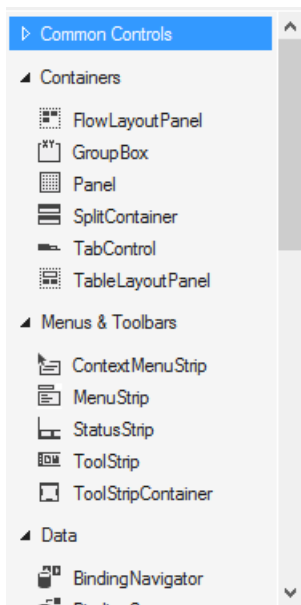 Common Controls
Containers
FlowLayoutPanel
GroupBox
Panel
SplitContainer
TabControl
TableLayoutPanel
Menus & Toolbars
ContextMenuStrip
MenuStrip
StatusStrip
ToolStrip
ToolStripContainer
Data
BindingNavigator